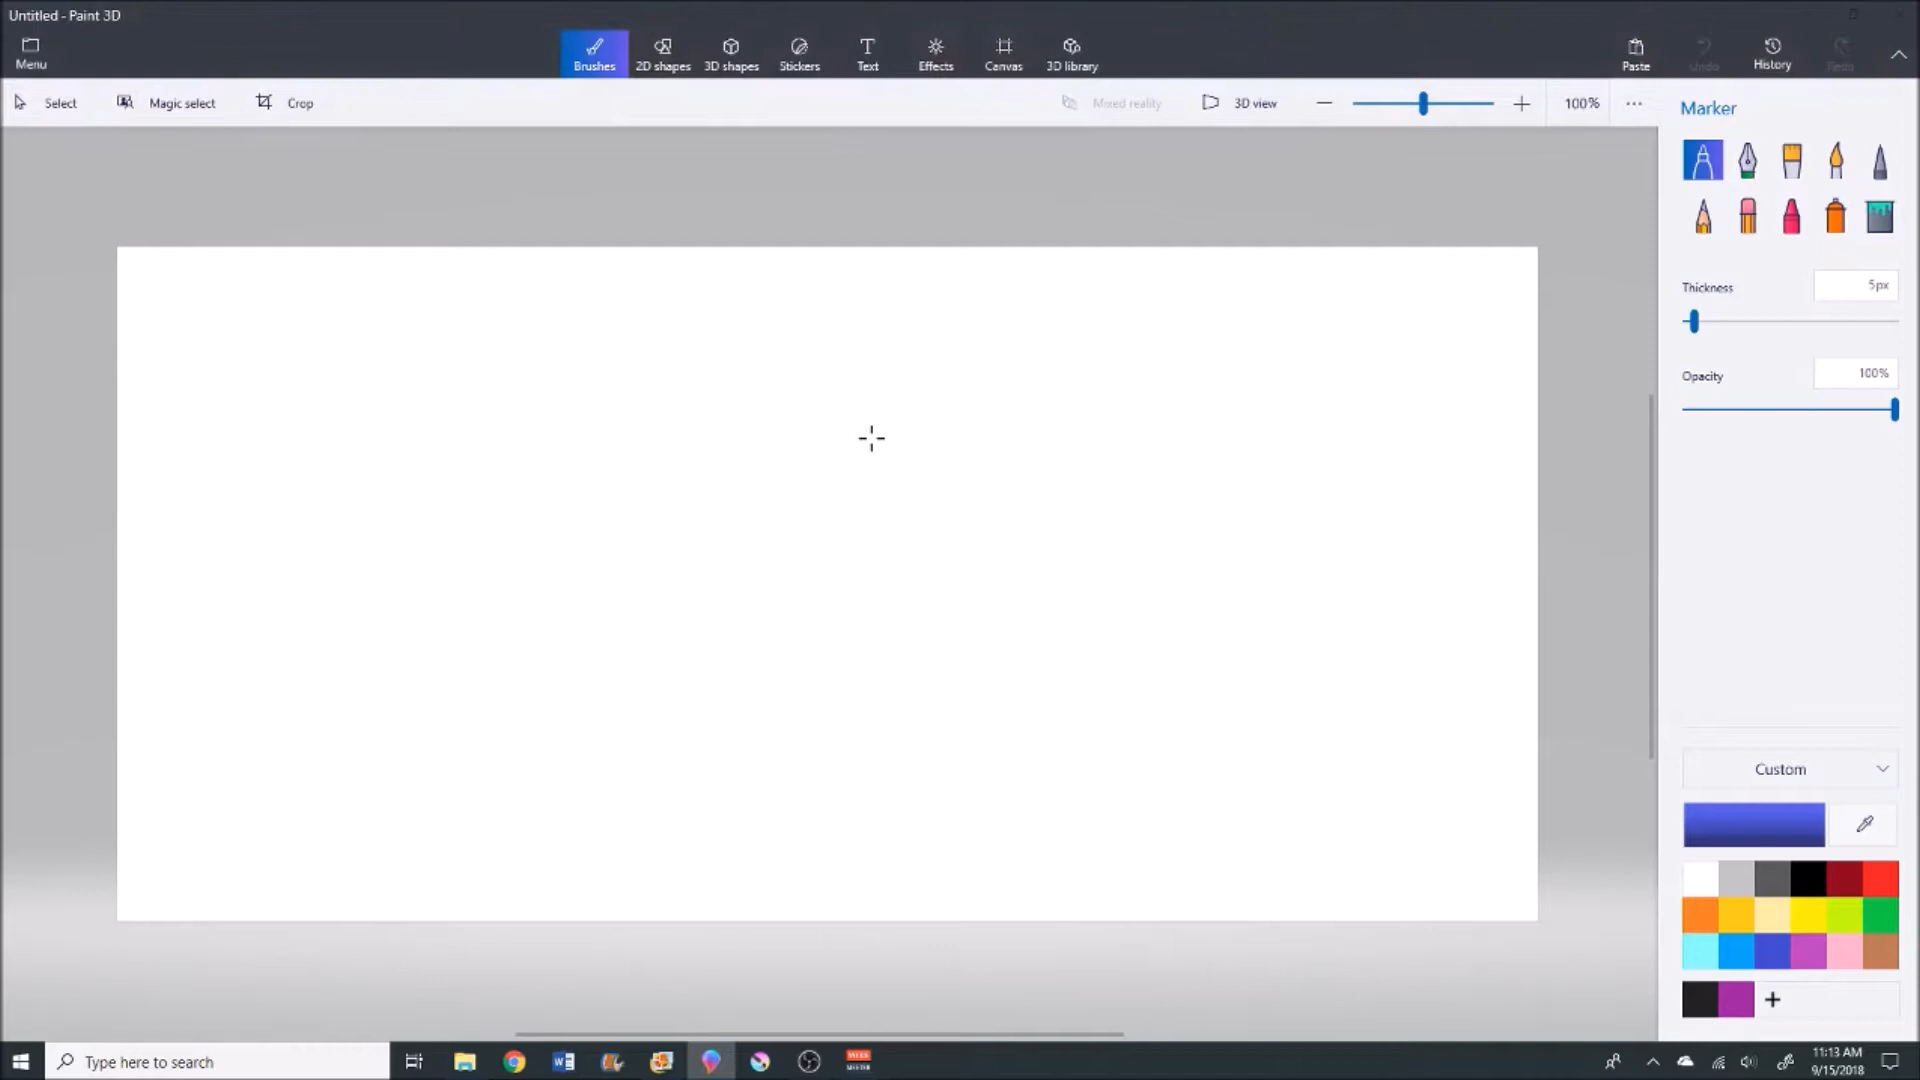 Untitled - Paint 3D
Menu
Brushes
2D shapes
3D shapes
Stickers
Text
Effects
Canvas
3D library
Paste
Undo
History
Redo
Select
Magic select
Crop
Mixed reality
3D view
100%
Marker
Thickness
5px
Opacity
100%
Custom
Type here to search
11:13 AM
9/15/2018